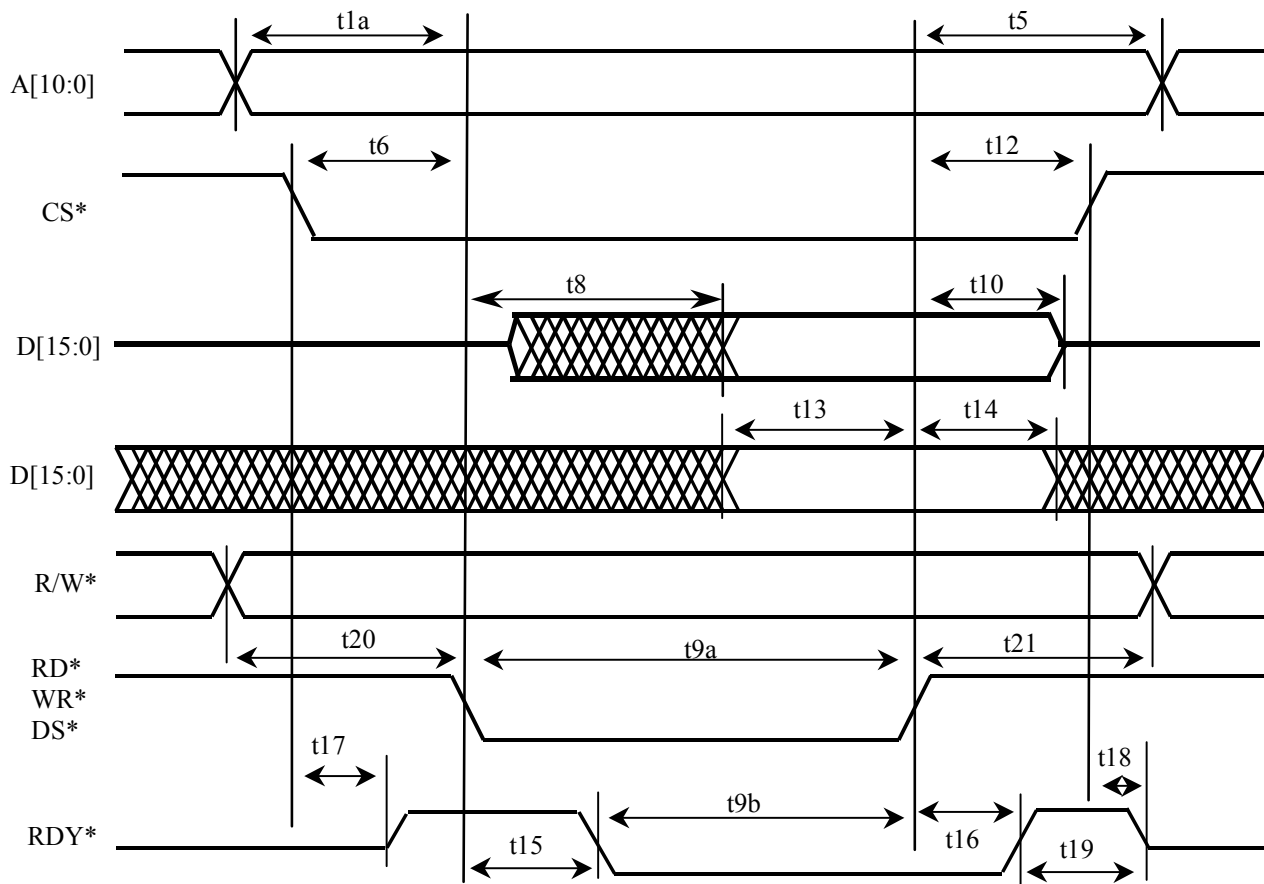 t1a t5
A[10:0]
t6 t12
CS*
t8 t10
D[15:0]
t13 t14
D[15:0]
R/W*
t20 t9a t21
RD*
WR*
DS*
t17 t18
t9b
RDY* t15 t16 t19